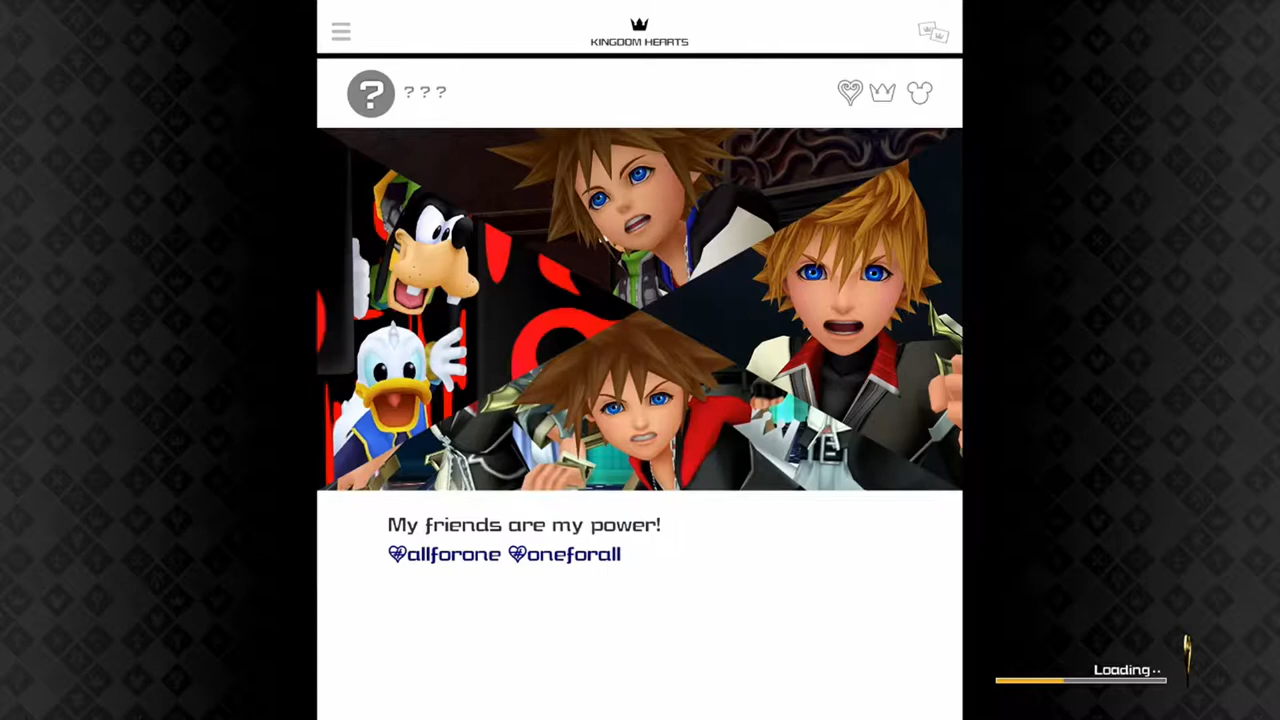 KINGDOM HEARTS
? ???
My friends are my power!
allforone oneforall
Loading..